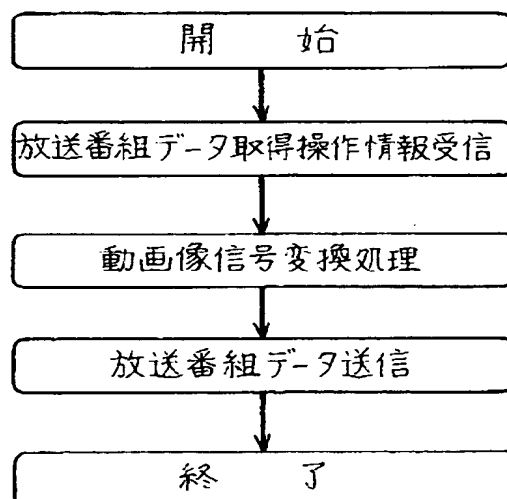 開　始
放送番組データ取得操作情報受信
動画像信号変換処理
放送番組データ送信
終　了